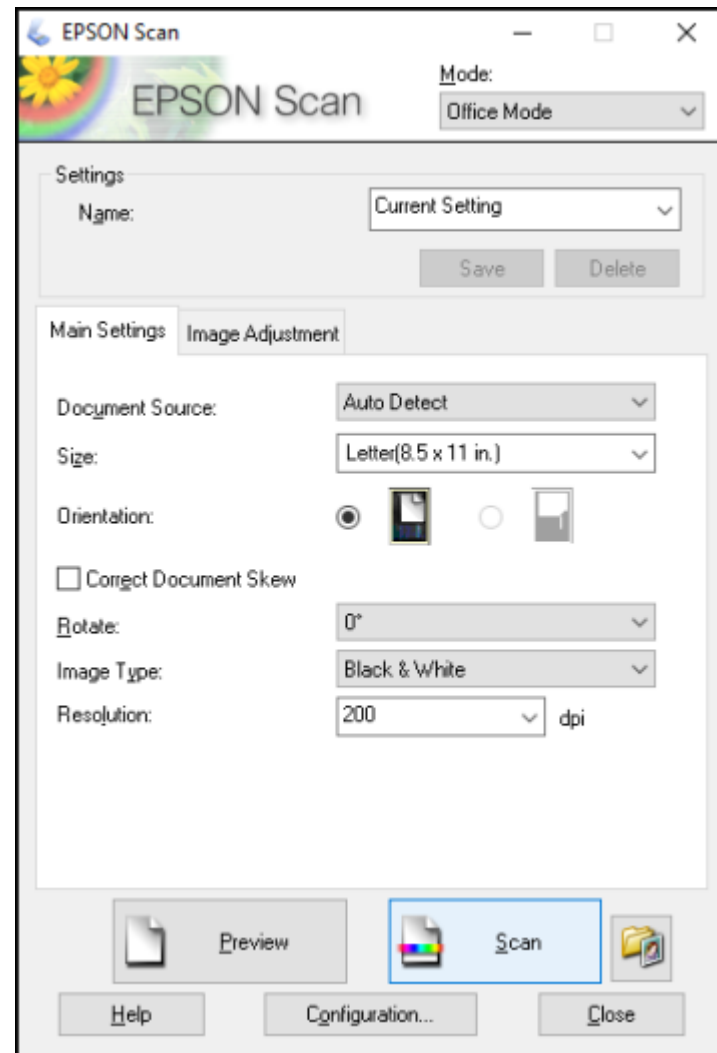 EPSON Scan
EPSON Scan
Mode:
Office Mode
Settings
Name:
Current Setting
Save
Delete
Main Settings
Image Adjustment
Document Source:
Auto Detect
Size:
Letter(8.5 x 11 in.)
Orientation:
Correct Document Skew
Rotate:
0°
Image Type:
Black & White
Resolution:
200
dpi
Preview
Scan
Help
Configuration...
Close